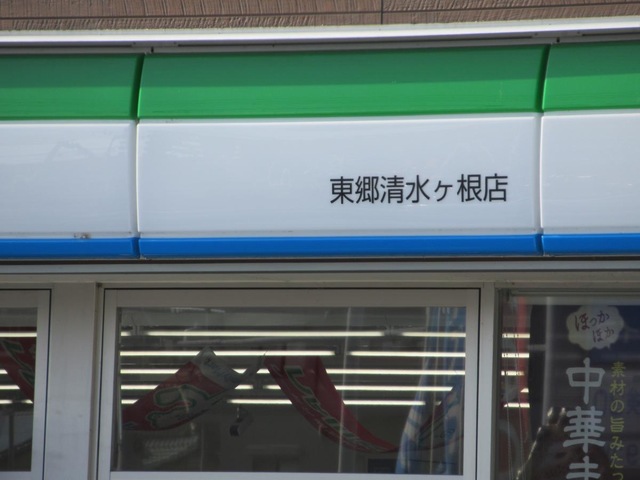 東郷清水ヶ根店
ほっか
ほか
中華ま
素材の旨みたっ